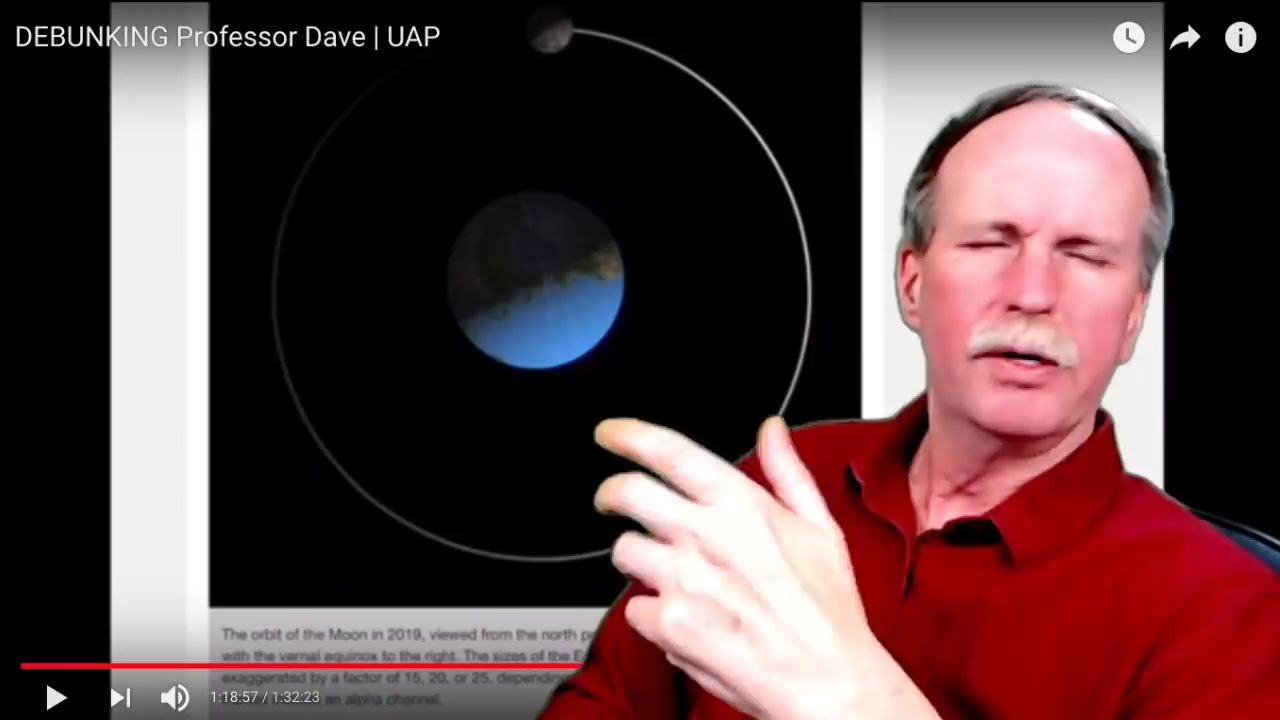 DEBUNKING Professor Dave | UAP
The orbit of the Moon in 2019, viewed from the north
with the vernal equinox to the right. The sizes of the
exaggerated by a factor of 15, 20, or 25,
an alpha channel.
1:18:57 / 1:32:23